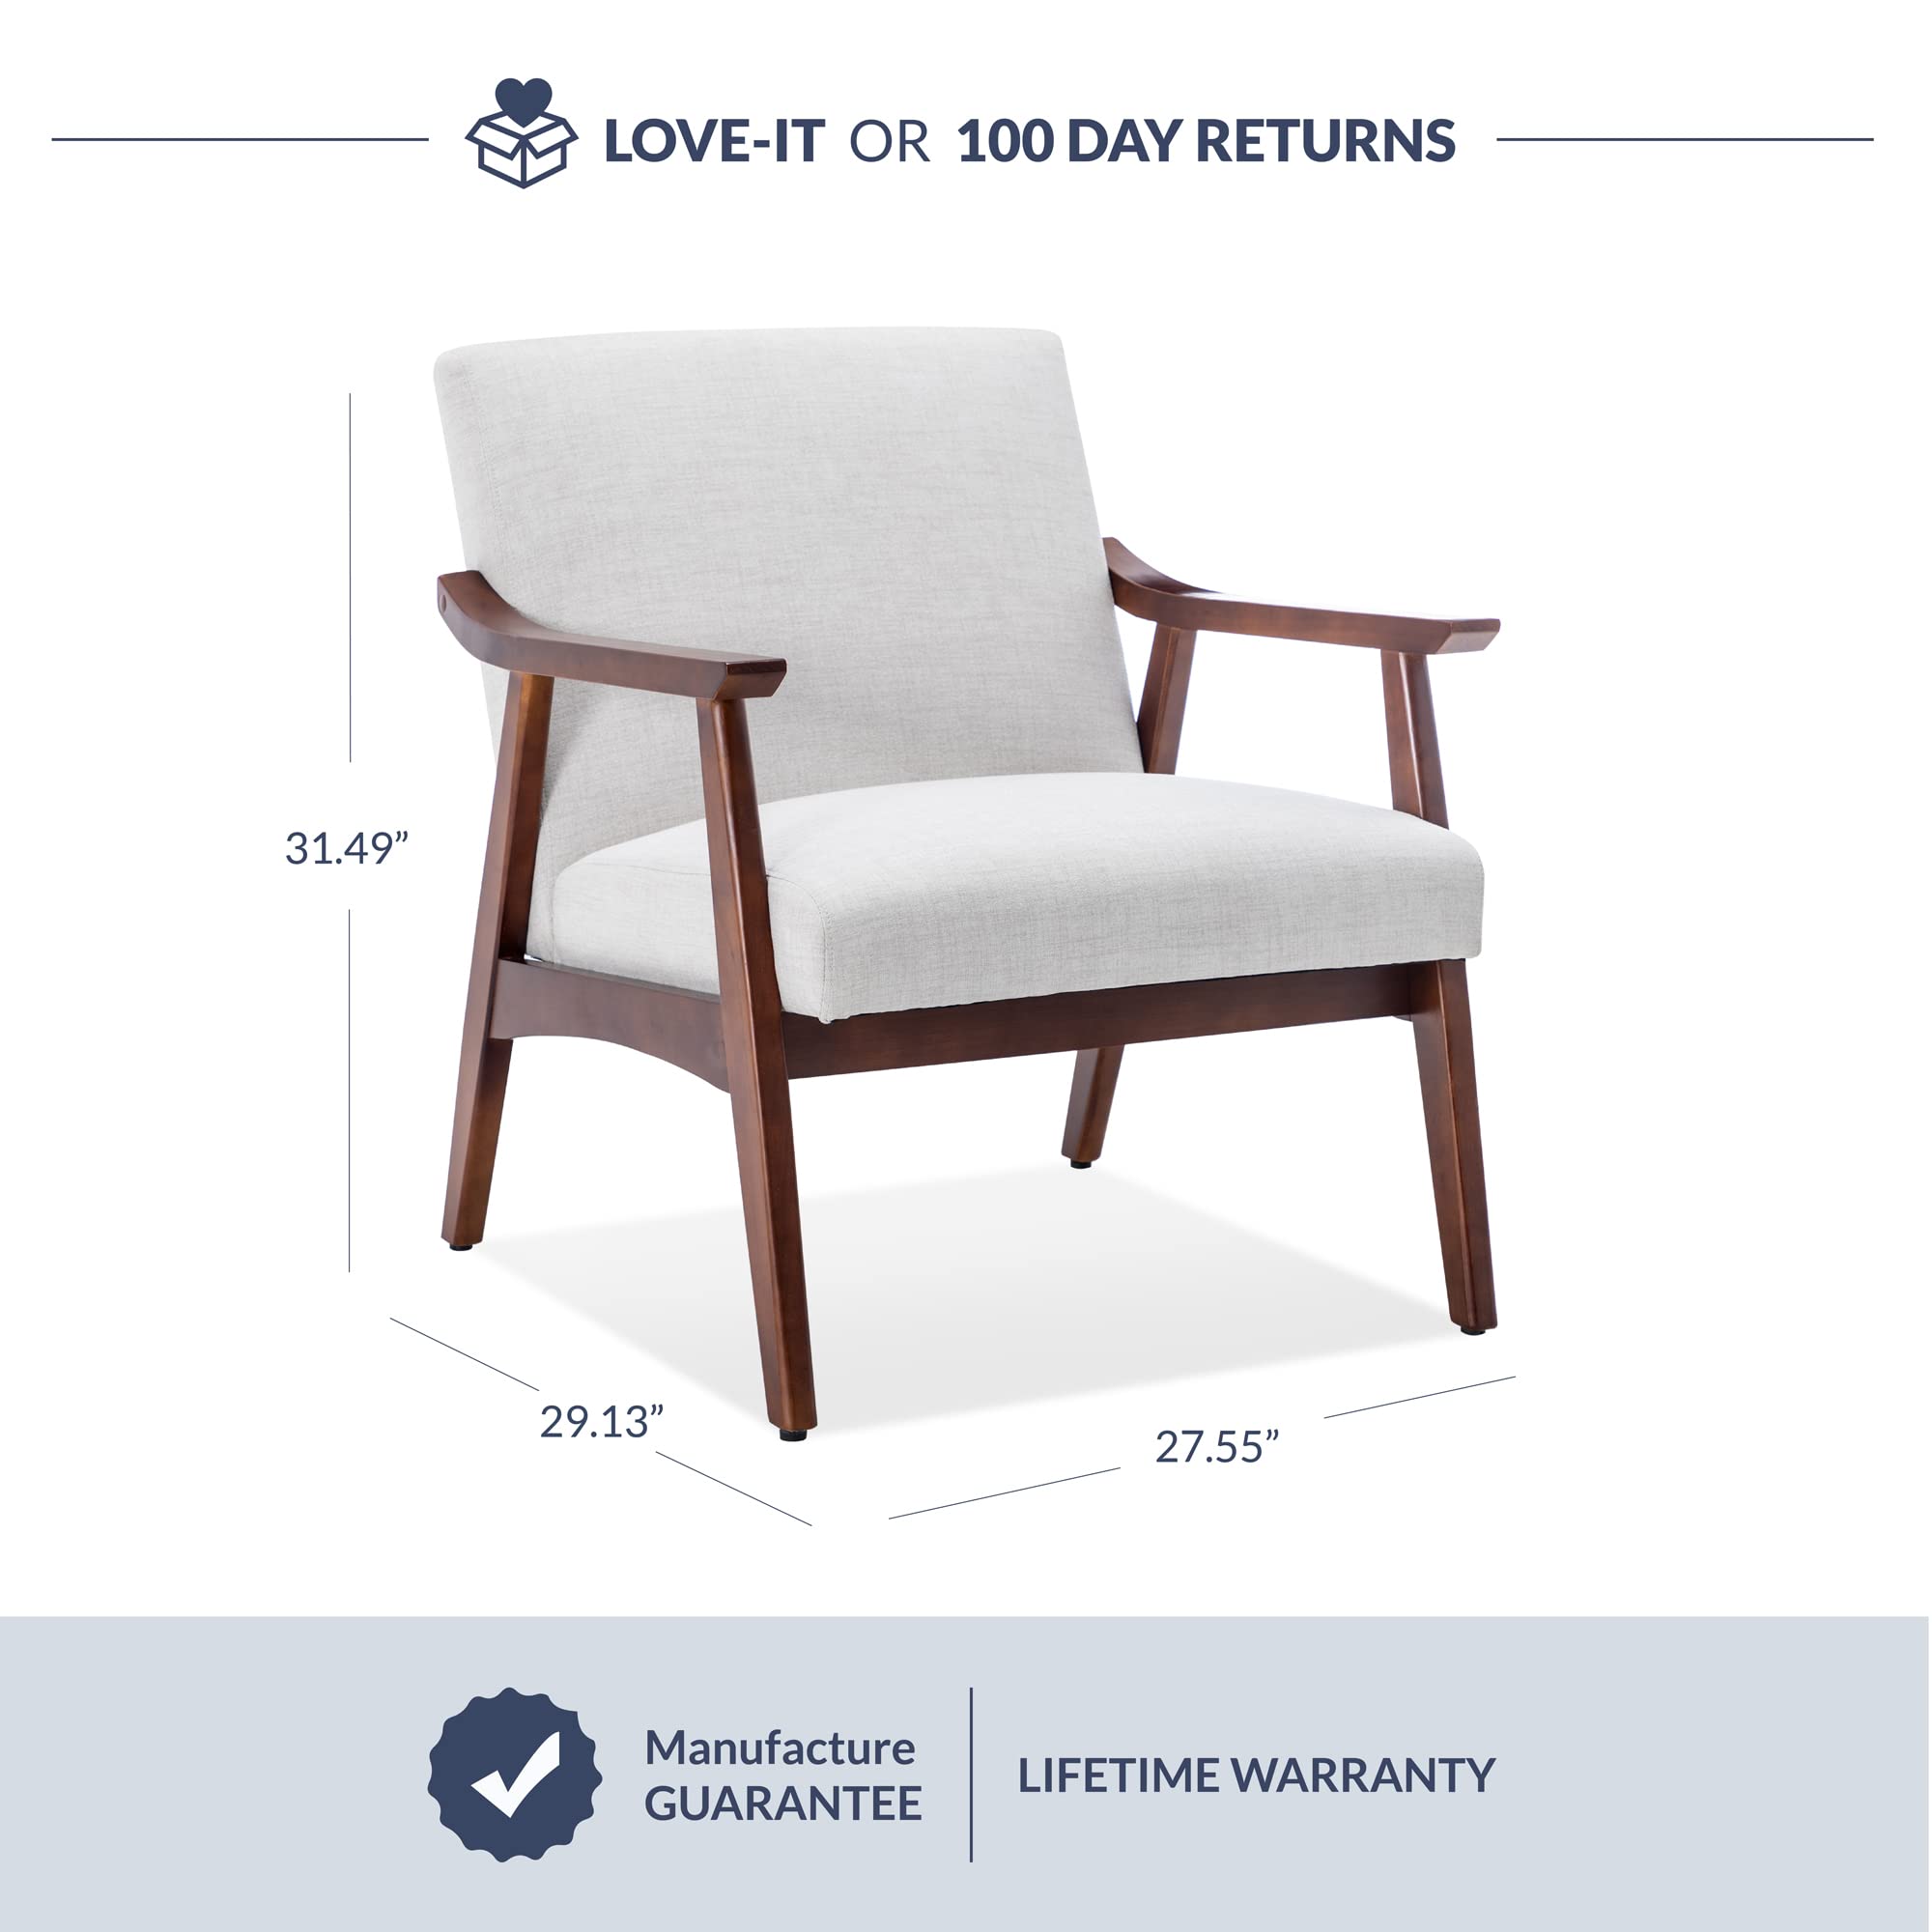 LOVE-IT OR 100 DAY RETURNS
31.49”
29.13”
27.55”
Manufacture
GUARANTEE
LIFETIME WARRANTY